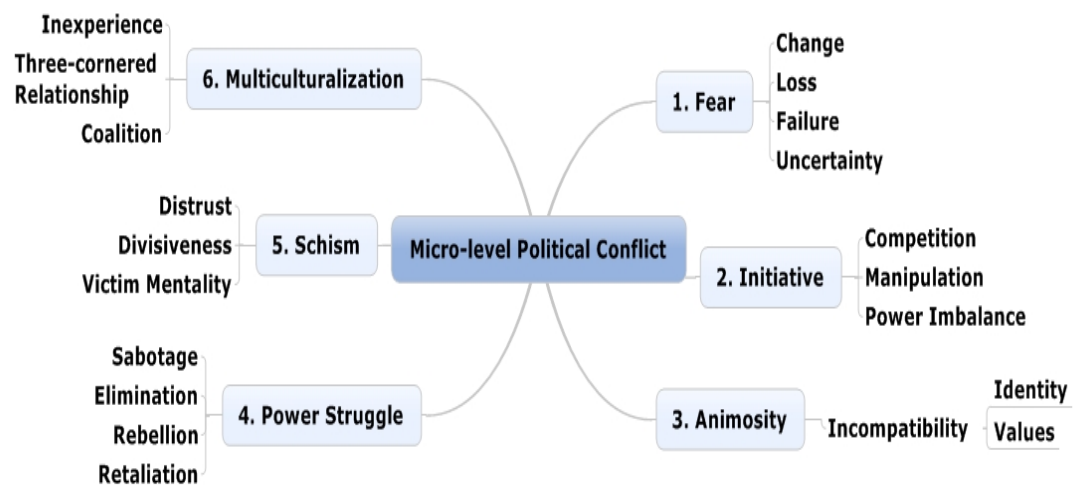 Micro-level Political Conflict
1. Fear
Change
Loss
Failure
Uncertainty
2. Initiative
Competition
Manipulation
Power Imbalance
3. Animosity
Incompatibility
Identity
Values
4. Power Struggle
Sabotage
Elimination
Rebellion
Retaliation
5. Schism
Distrust
Divisiveness
Victim Mentality
6. Multiculturalization
Inexperience
Three-cornered
Relationship
Coalition